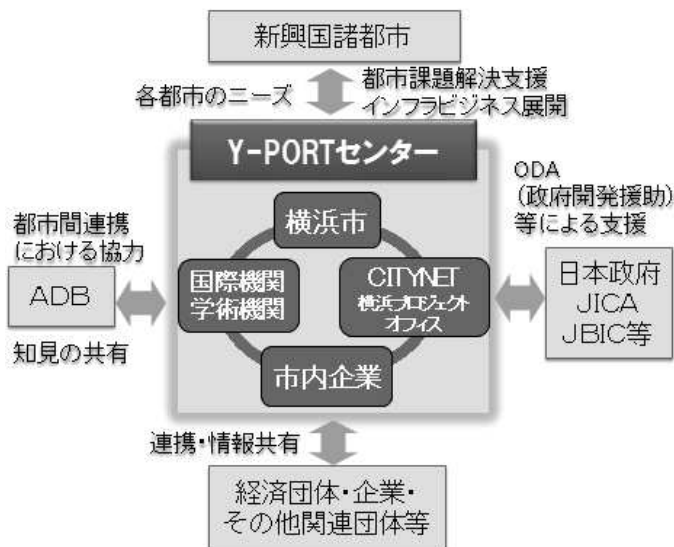 新興国諸都市
各都市のニーズ
都市課題解決支援
インフラビジネス展開
Y-PORTセンター
ODA
(政府開発援助)
等による支援
都市間連携
における協力
ADB
知見の共有
横浜市
国際機関
学術機関
CITYNET
横浜プロジェクト
オフィス
市内企業
日本政府
JICA
JBIC等
連携・情報共有
経済団体・企業・
その他関連団体等